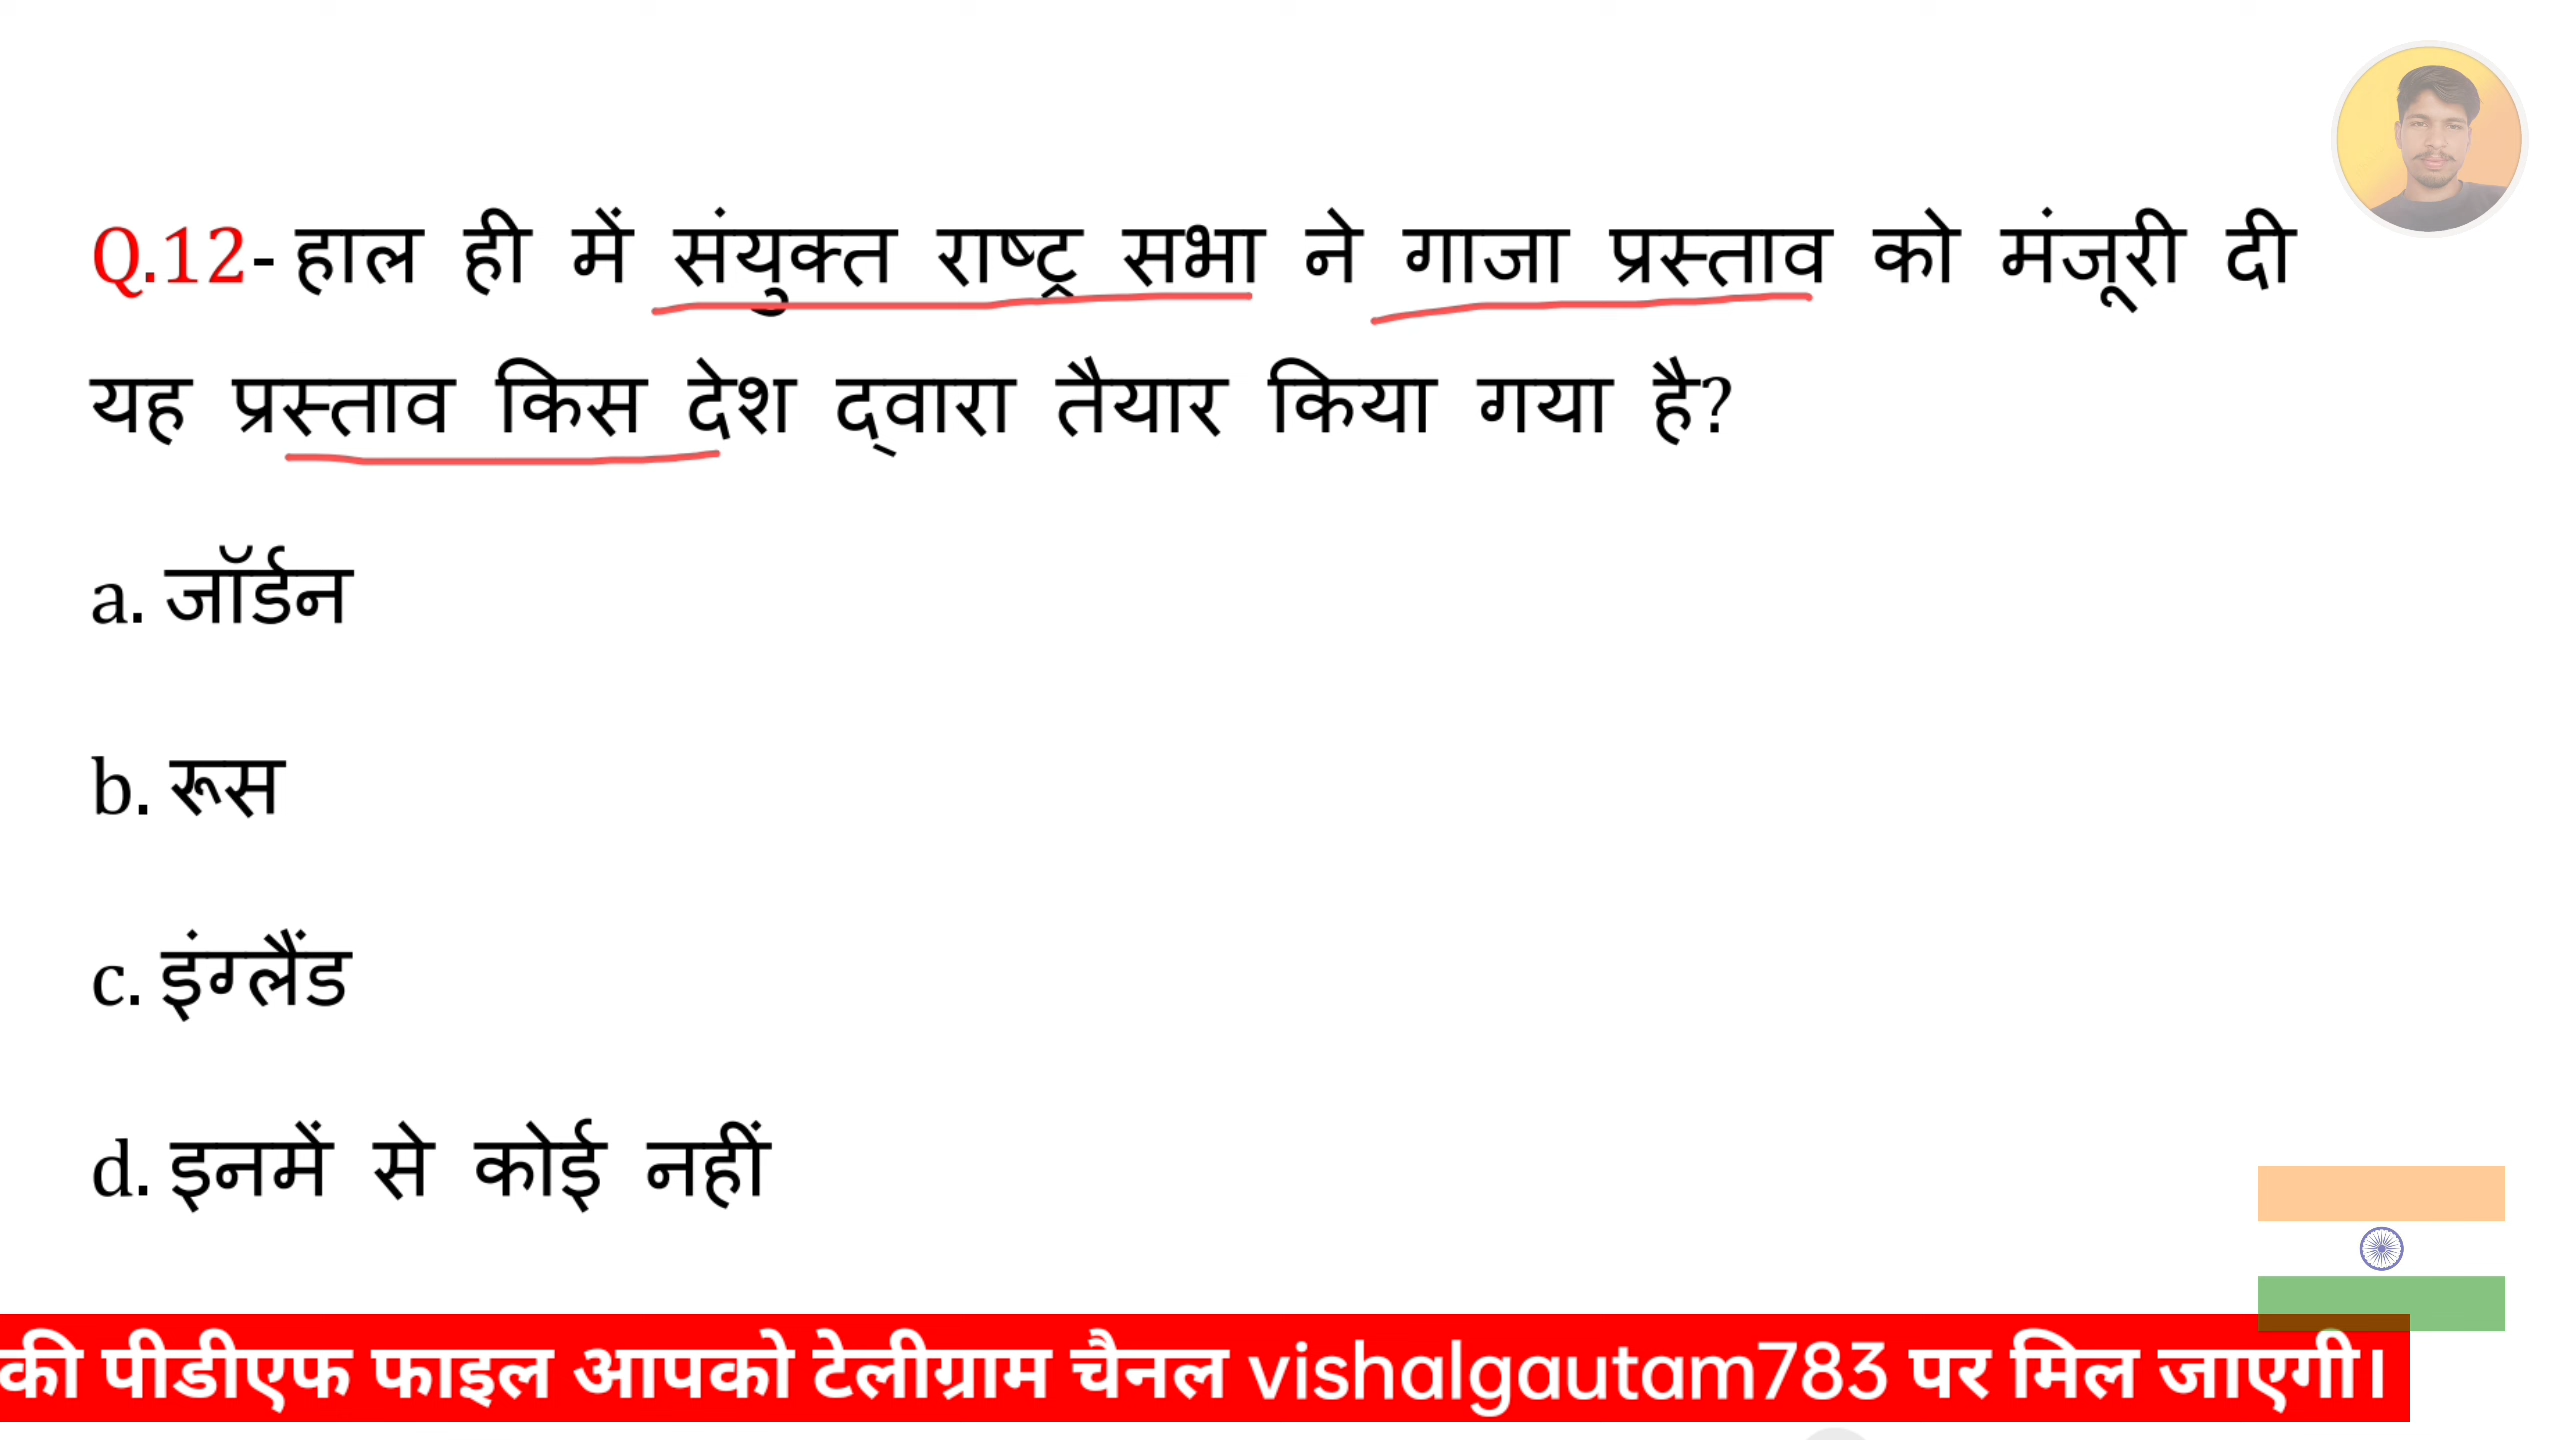 Q.12- हाल ही में संयुक्त राष्ट्र सभा ने गाजा प्रस्ताव को मंजूरी दी
यह प्रस्ताव किस देश द्वारा तैयार किया गया है?
a. जॉर्डन
b. रूस
c. इंग्लैंड
d. इनमें से कोई नहीं
की पीडीएफ फाइल आपको टेलीग्राम चैनल vishalgautam783 पर मिल जाएगी।